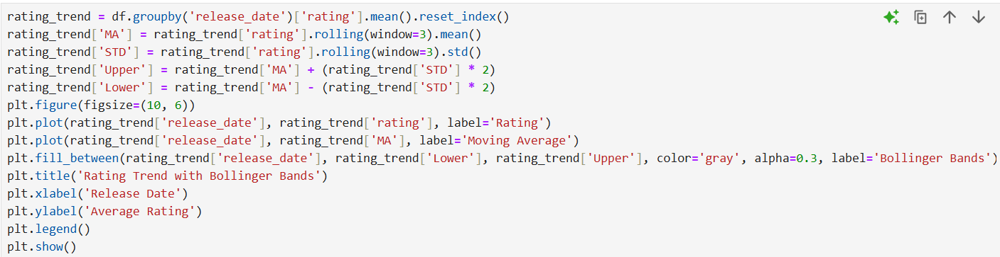 rating_trend = df.groupby('release_date')['rating'].mean().reset_index()
rating_trend['MA'] = rating_trend['rating'].rolling(window=3).mean()
rating_trend['STD'] = rating_trend['rating'].rolling(window=3).std()
rating_trend['Upper'] = rating_trend['MA'] + (rating_trend['STD'] * 2)
rating_trend['Lower'] = rating_trend['MA'] - (rating_trend['STD'] * 2)
plt.figure(figsize=(10, 6))
plt.plot(rating_trend['release_date'], rating_trend['rating'], label='Rating')
plt.plot(rating_trend['release_date'], rating_trend['MA'], label='Moving Average')
plt.fill_between(rating_trend['release_date'], rating_trend['Lower'], rating_trend['Upper'], color='gray', alpha=0.3, label='Bollinger Bands')
plt.title('Rating Trend with Bollinger Bands')
plt.xlabel('Release Date')
plt.ylabel('Average Rating')
plt.legend()
plt.show()